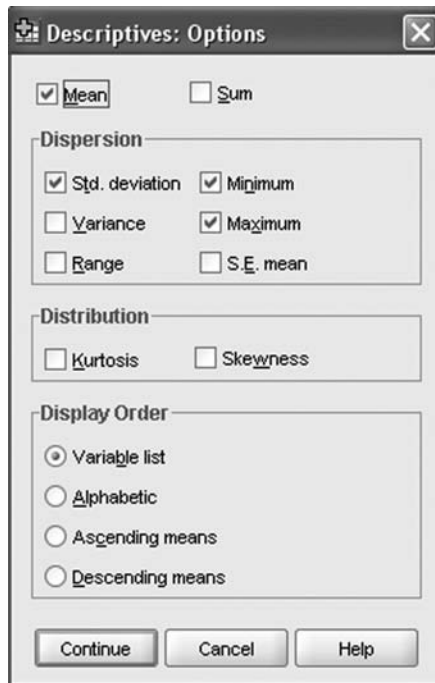 Descriptives: Options
Mean Sum
Dispersion
Std. deviation Minimum
Variance Maximum
Range S.E. mean
Distribution
Kurtosis Skewness
Display Order
Variable list
Alphabetic
Ascending means
Descending means
Continue Cancel Help